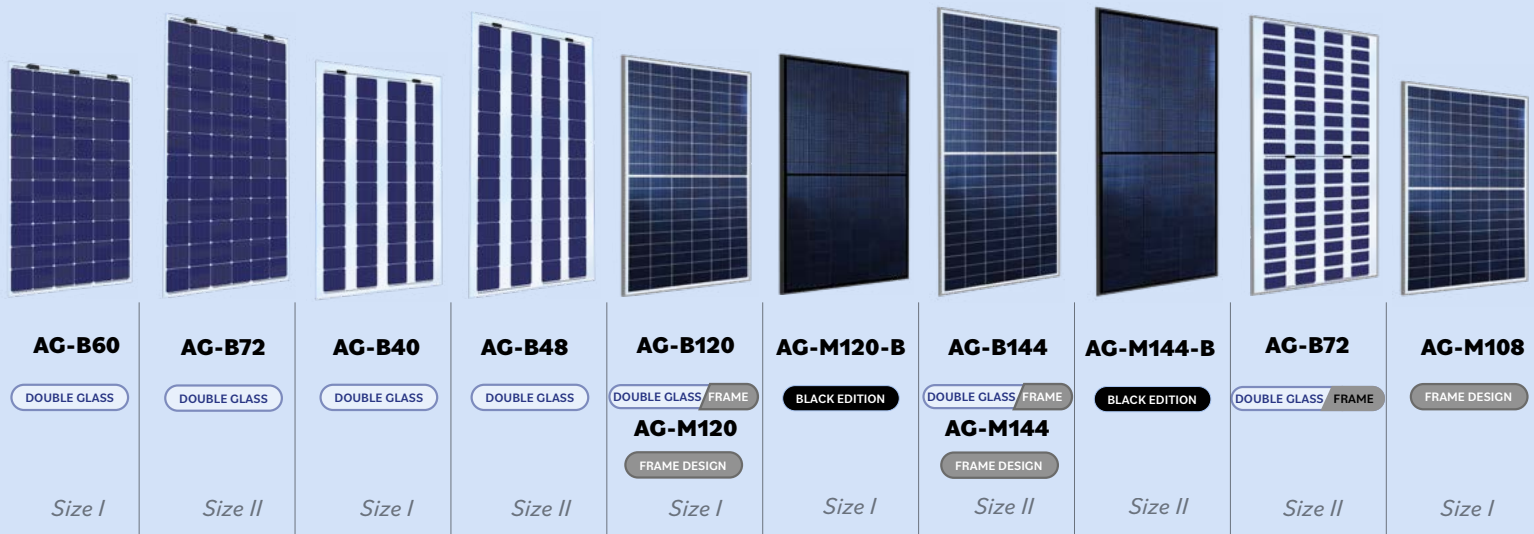 AG-B60
DOUBLE GLASS
Size I
AG-B72
DOUBLE GLASS
Size II
AG-B40
DOUBLE GLASS
Size I
AG-B48
DOUBLE GLASS
Size II
AG-B120
DOUBLE GLASS FRAME
AG-M120
FRAME DESIGN
Size I
AG-M120-B
BLACK EDITION
Size I
AG-B144
DOUBLE GLASS FRAME
AG-M144
FRAME DESIGN
Size II
AG-M144-B
BLACK EDITION
Size II
AG-B72
DOUBLE GLASS FRAME
Size II
AG-M108
FRAME DESIGN
Size I